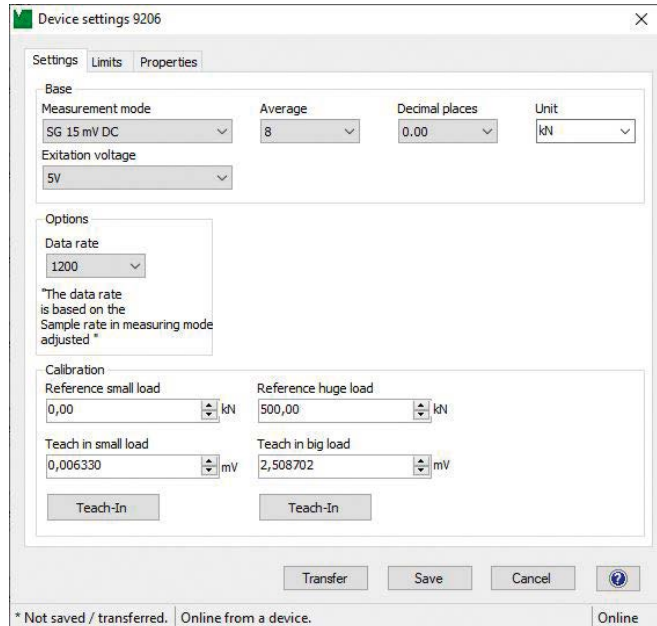 Device settings 9206
Settings Limits Properties
Base
Measurement mode Average Decimal places Unit
SG 15 mV DC 8 0.00 kN
Exitation voltage
5V
Options
Data rate
1200
"The data rate
is based on the
Sample rate in measuring mode
adjusted "
Calibration
Reference small load Reference huge load
0,00 kN 500,00 kN
Teach in small load Teach in big load
0,006330 mV 2,508702 mV
Teach-In Teach-In
Transfer Save Cancel ?
* Not saved / transferred. Online from a device. Online